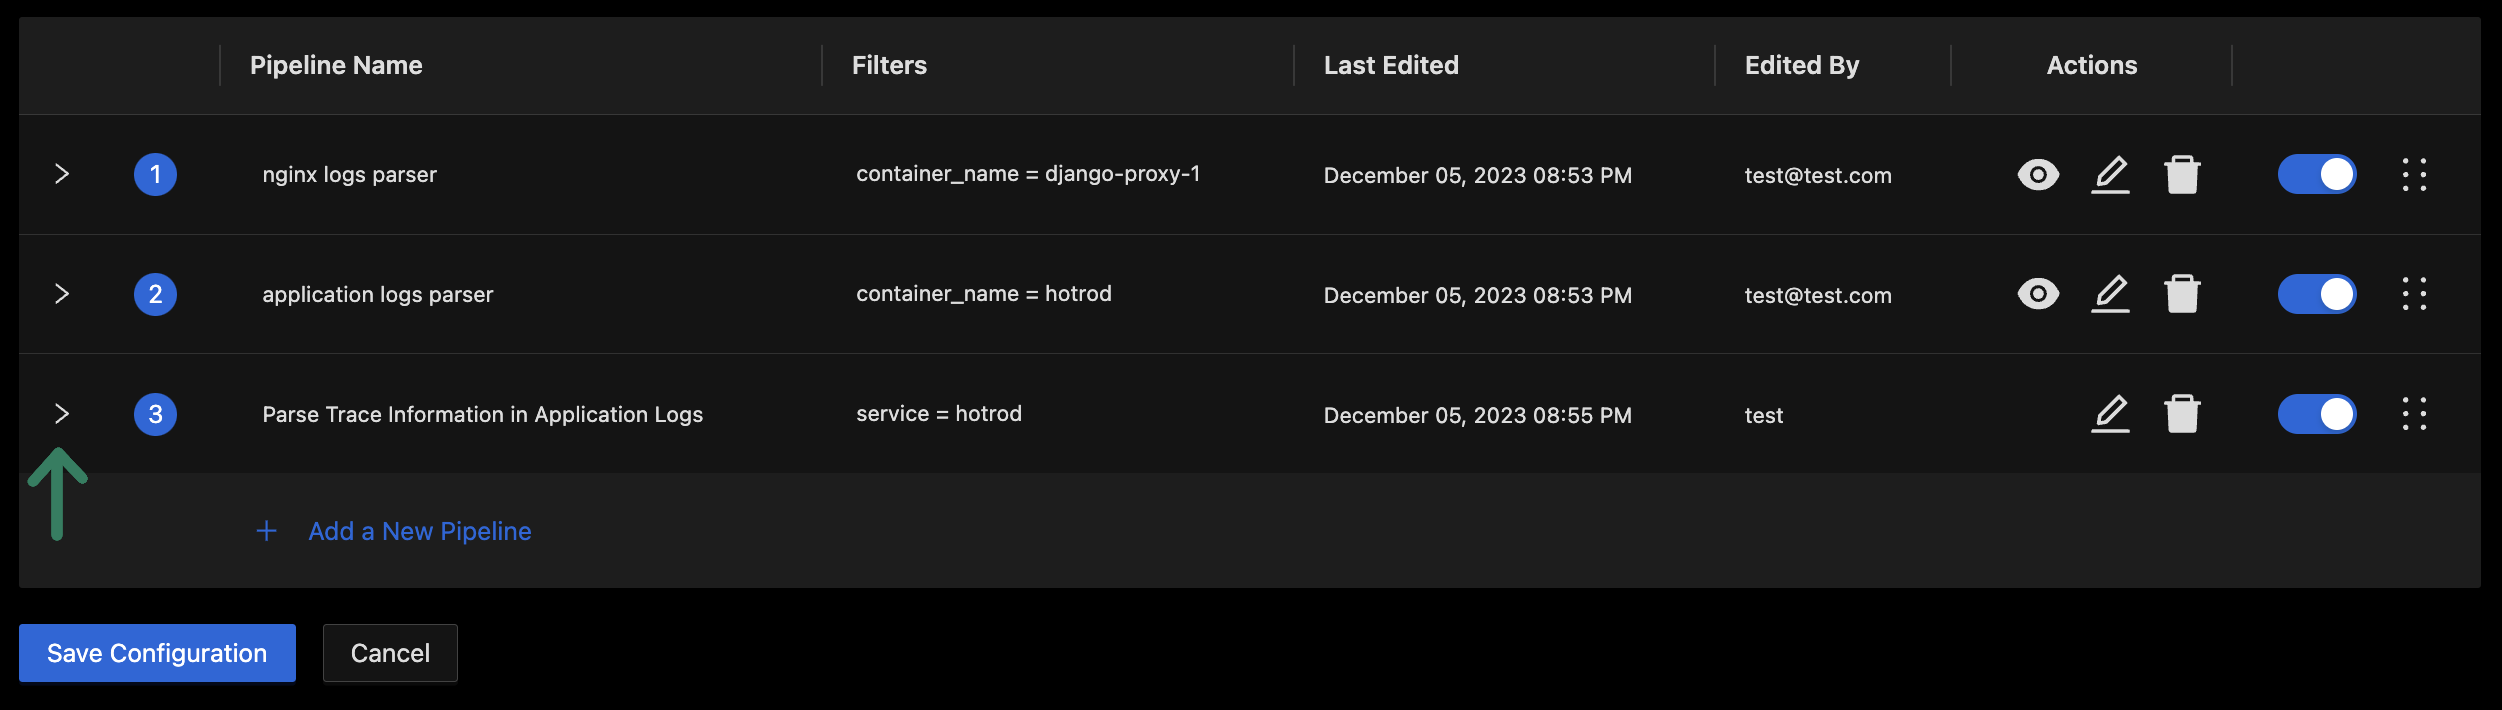 Pipeline Name Filters Last Edited Edited By Actions
1 nginx logs parser container_name = django-proxy-1 December 05, 2023 08:53 PM test@test.com
2 application logs parser container_name = hotrod December 05, 2023 08:53 PM test@test.com
3 Parse Trace Information in Application Logs service = hotrod December 05, 2023 08:55 PM test
+ Add a New Pipeline
Save Configuration Cancel